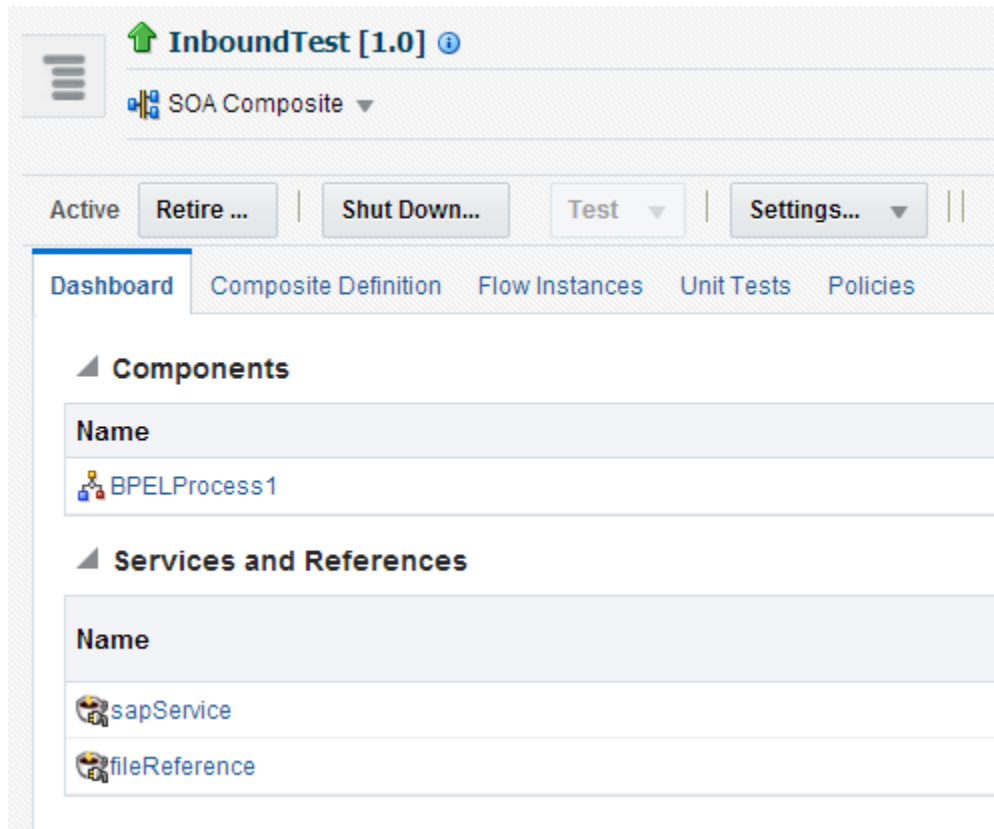 InboundTest [1.0]
SOA Composite
Active Retire ... Shut Down... Test Settings...
Dashboard Composite Definition Flow Instances Unit Tests Policies
Components
Name
BPELProcess1
Services and References
Name
sapService
fileReference